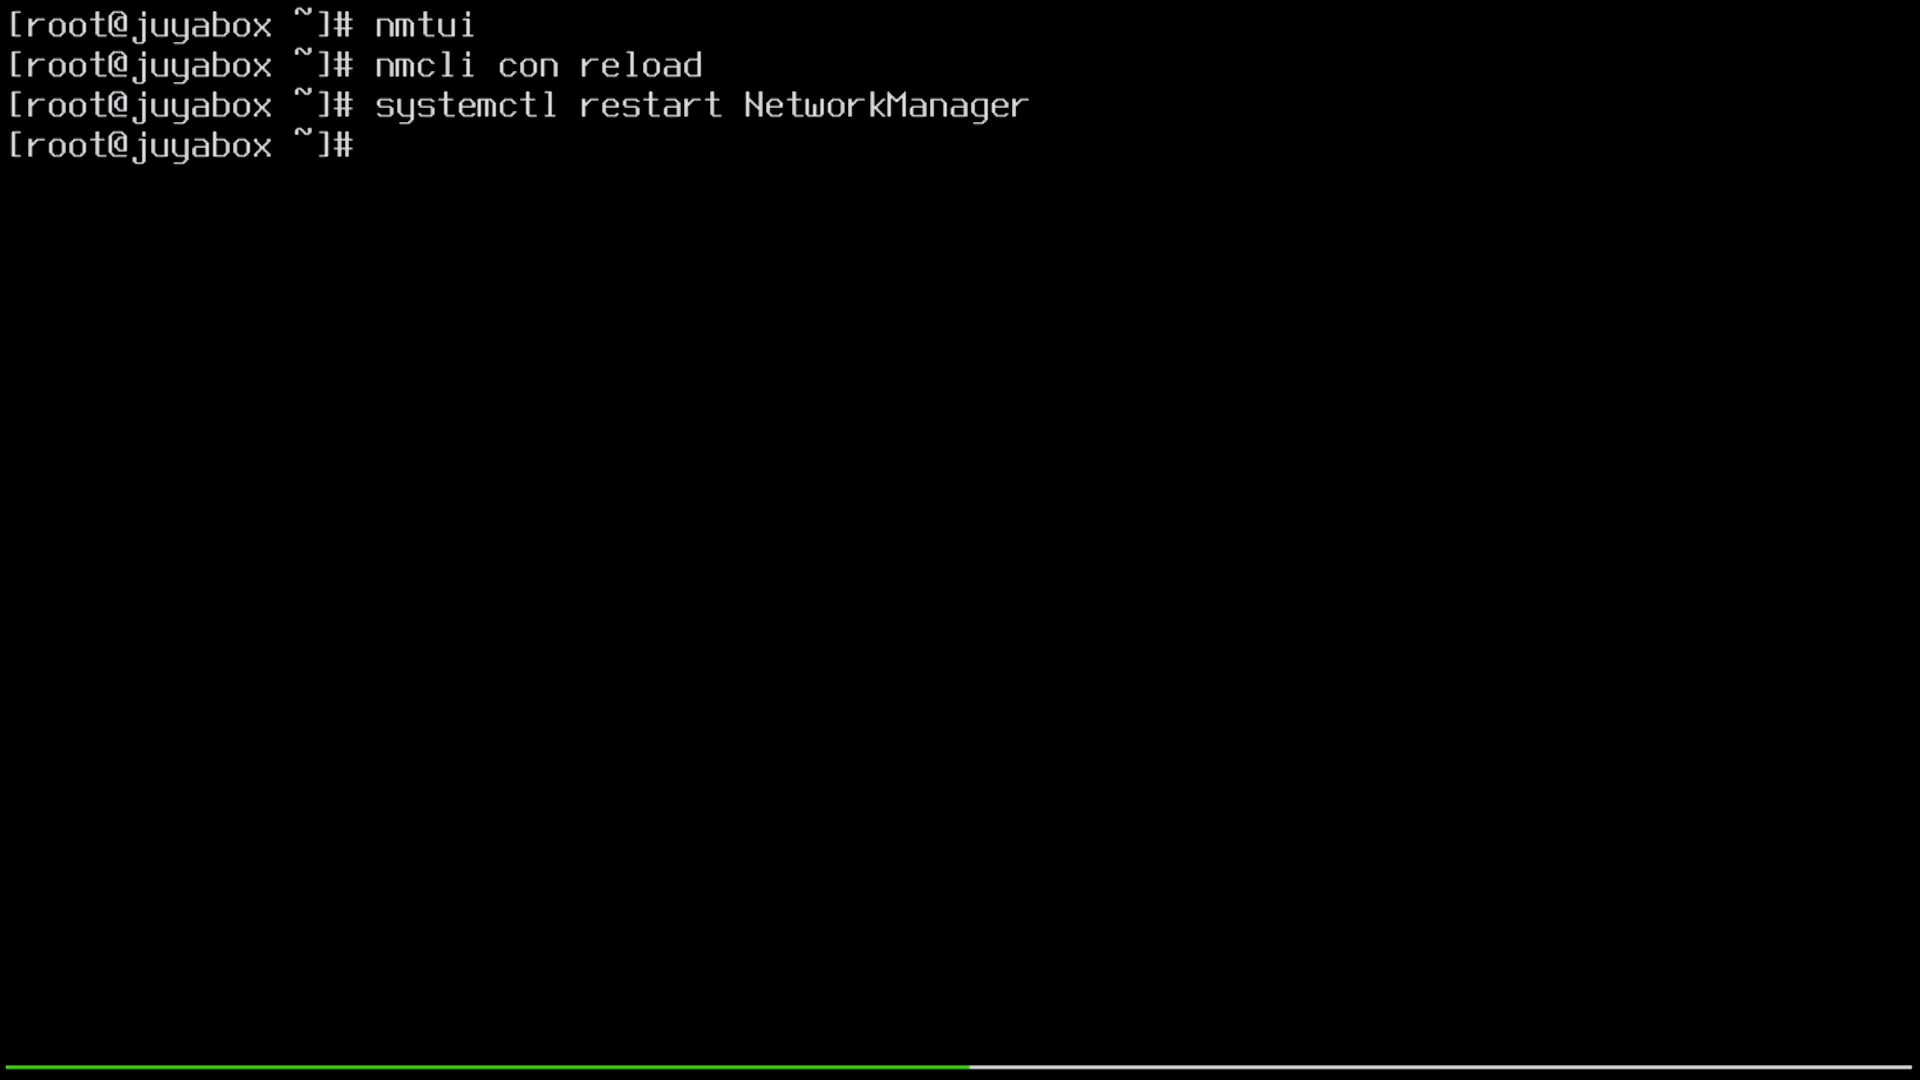 [root@juyabox ~]# nmtui
[root@juyabox ~]# nmcli con reload
[root@juyabox ~]# systemctl restart NetworkManager
[root@juyabox ~]#